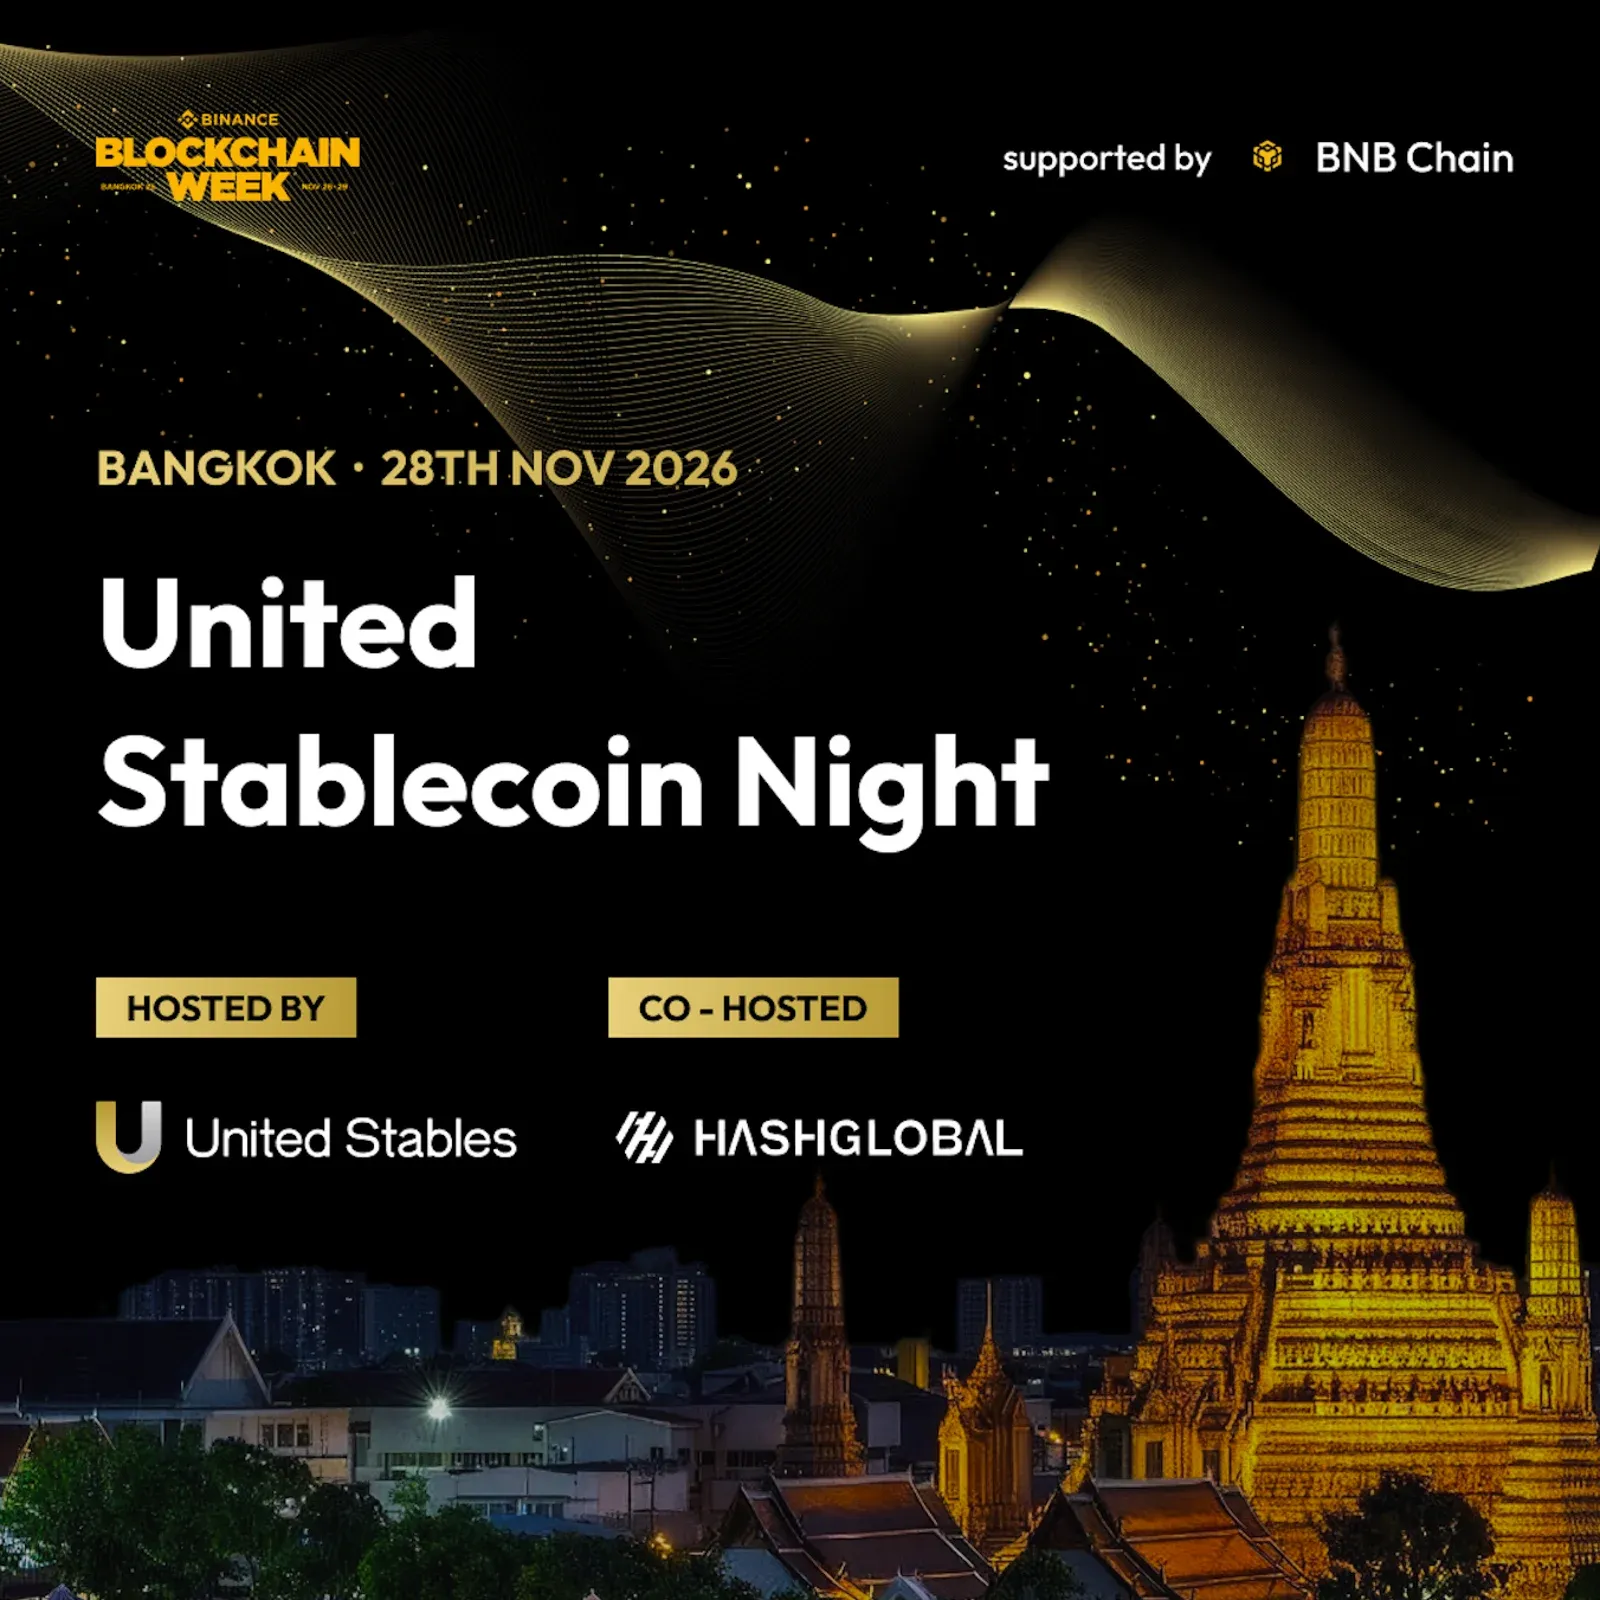 BINANCE
BLOCKCHAIN
WEEK
supported by BNB Chain
BANGKOK • 28TH NOV 2026
United
Stablecoin Night
HOSTED BY
CO - HOSTED
United Stables
HASHGLOBAL